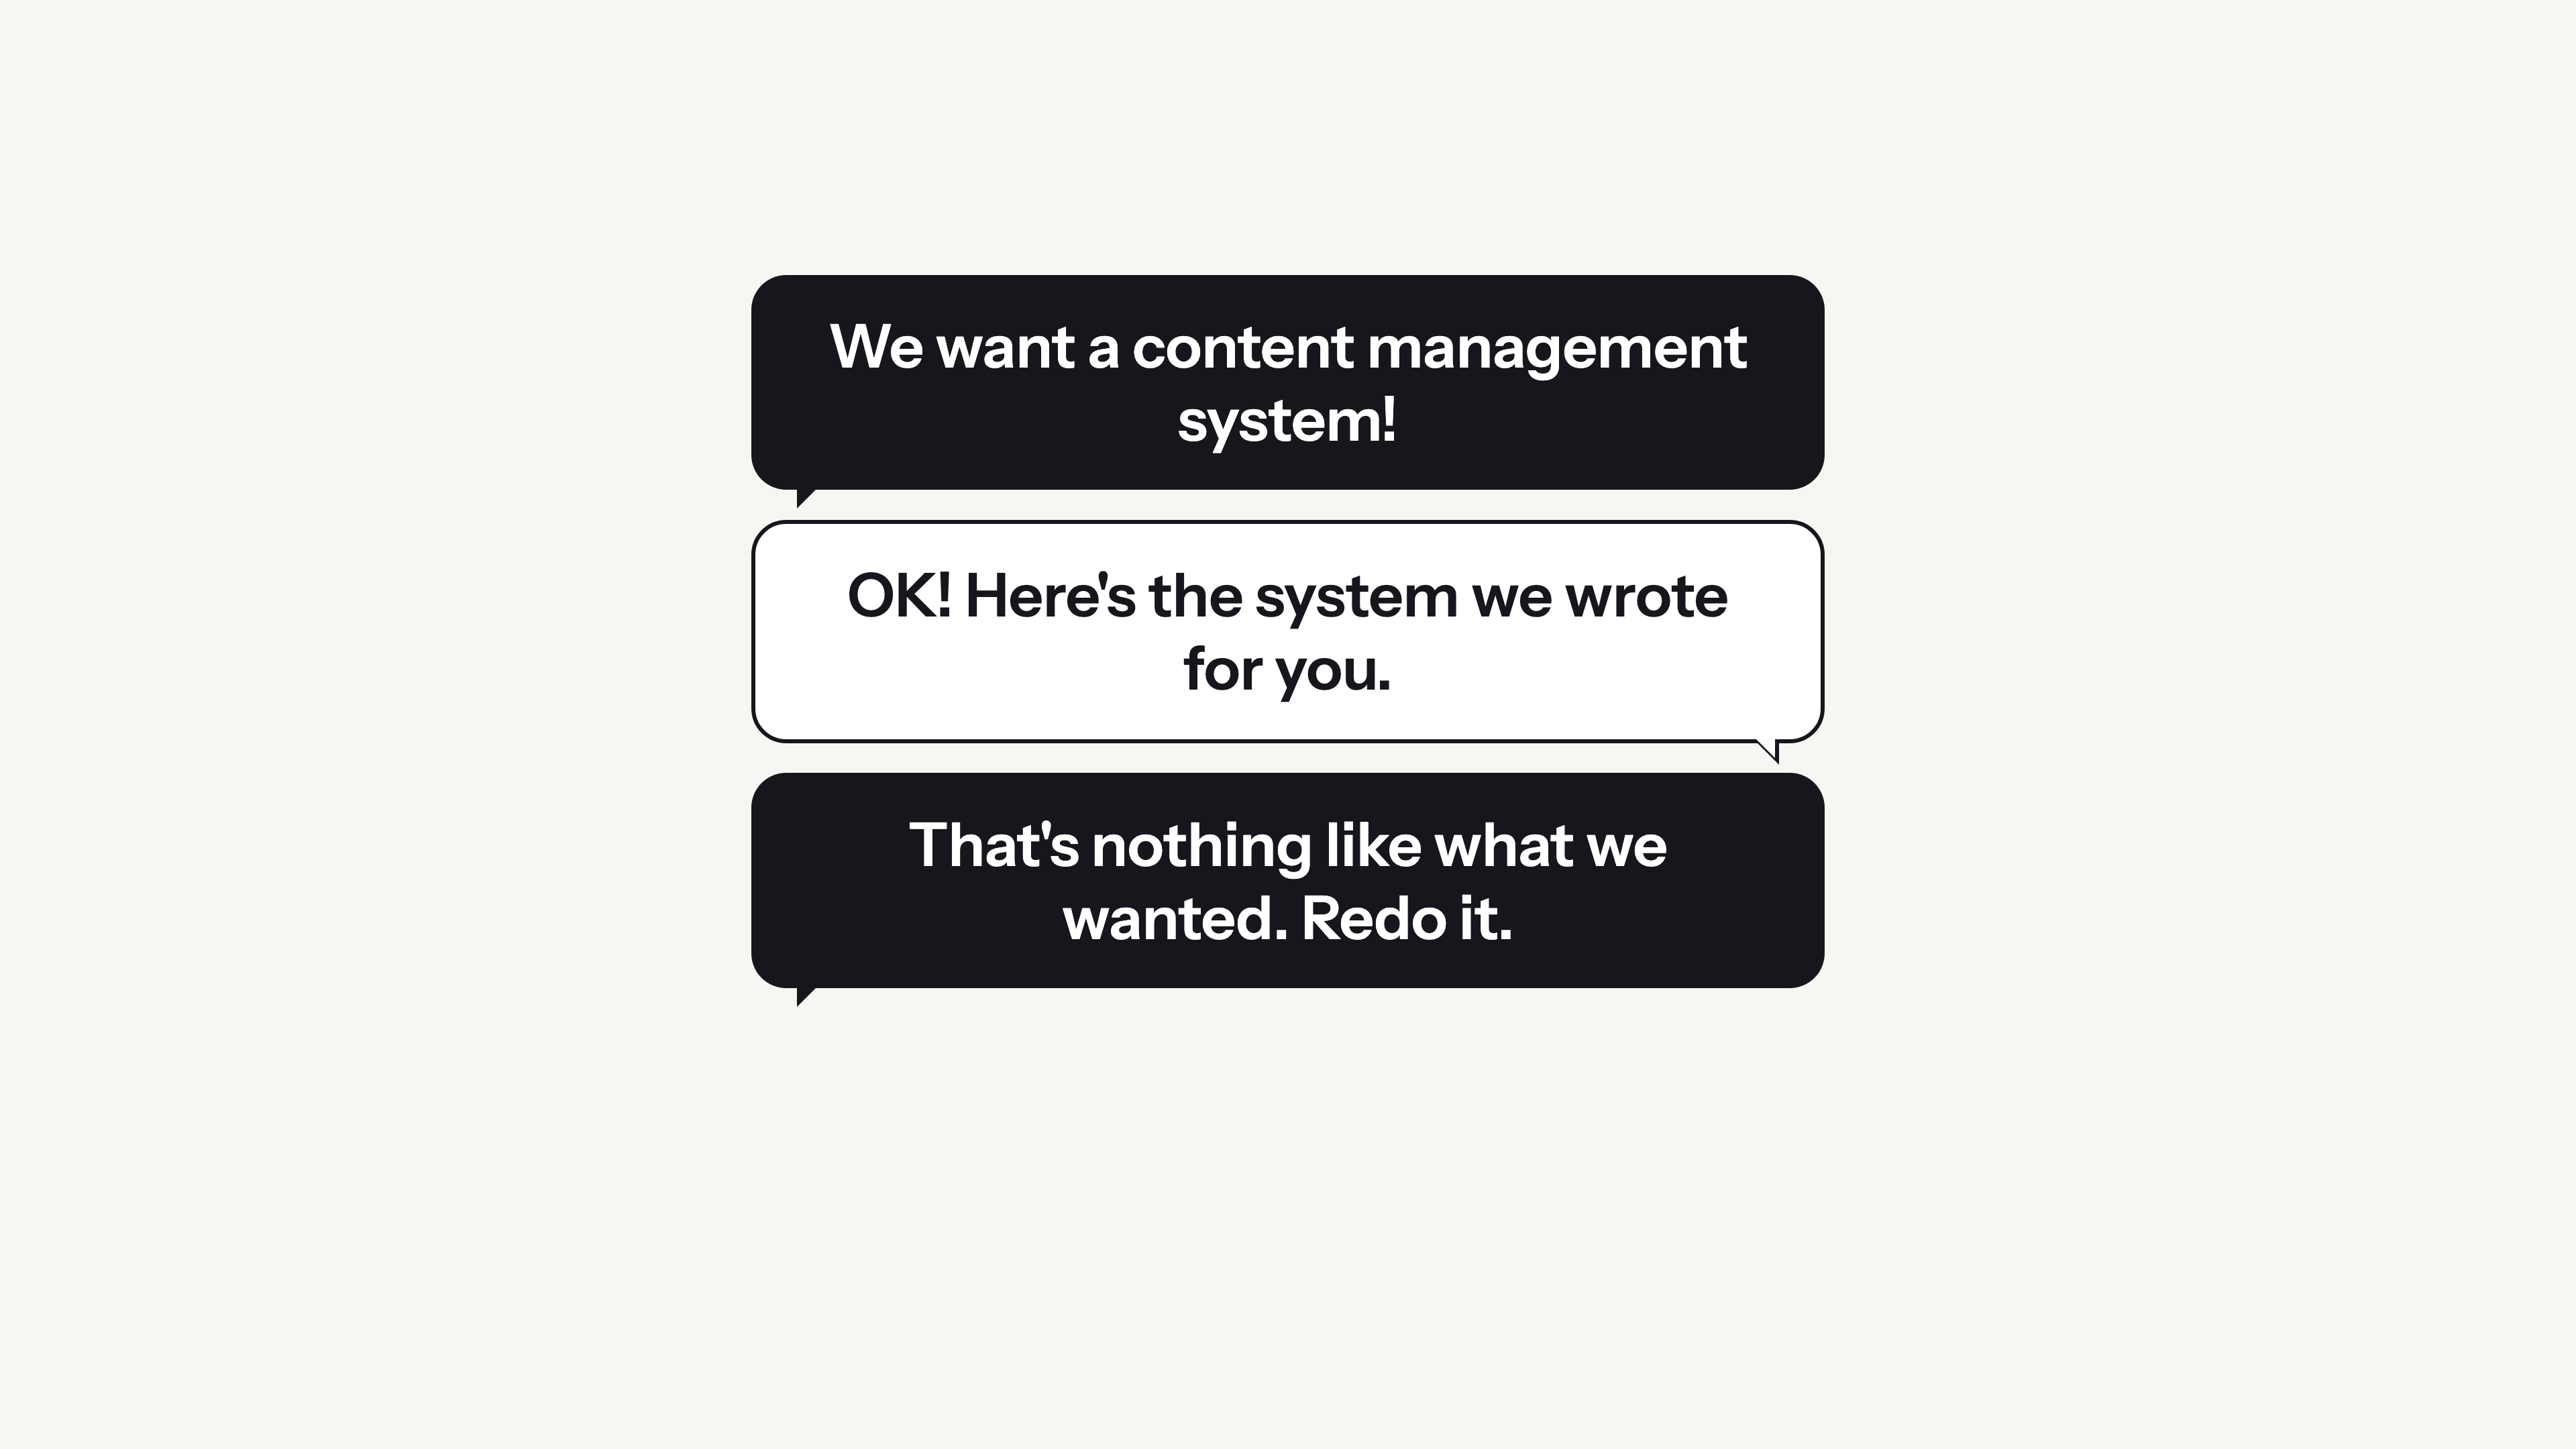 We want a content management
system!
OK! Here's the system we wrote
for you.
That's nothing like what we
wanted. Redo it.